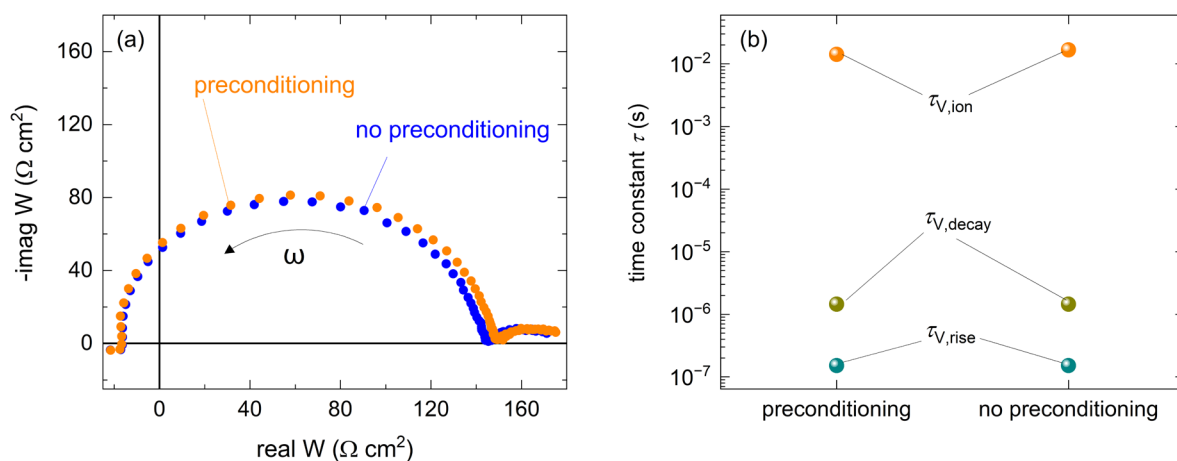 (a)
180
160
120
80
40
0
-imag W (Ω cm²)
preconditioning
no preconditioning
ω
0
40
80
120
160
real W (Ω cm²)
(b)
10⁻²
10⁻³
10⁻⁴
10⁻⁵
10⁻⁶
10⁻⁷
time constant τ (s)
τV,ion
τV,decay
τV,rise
preconditioning
no preconditioning